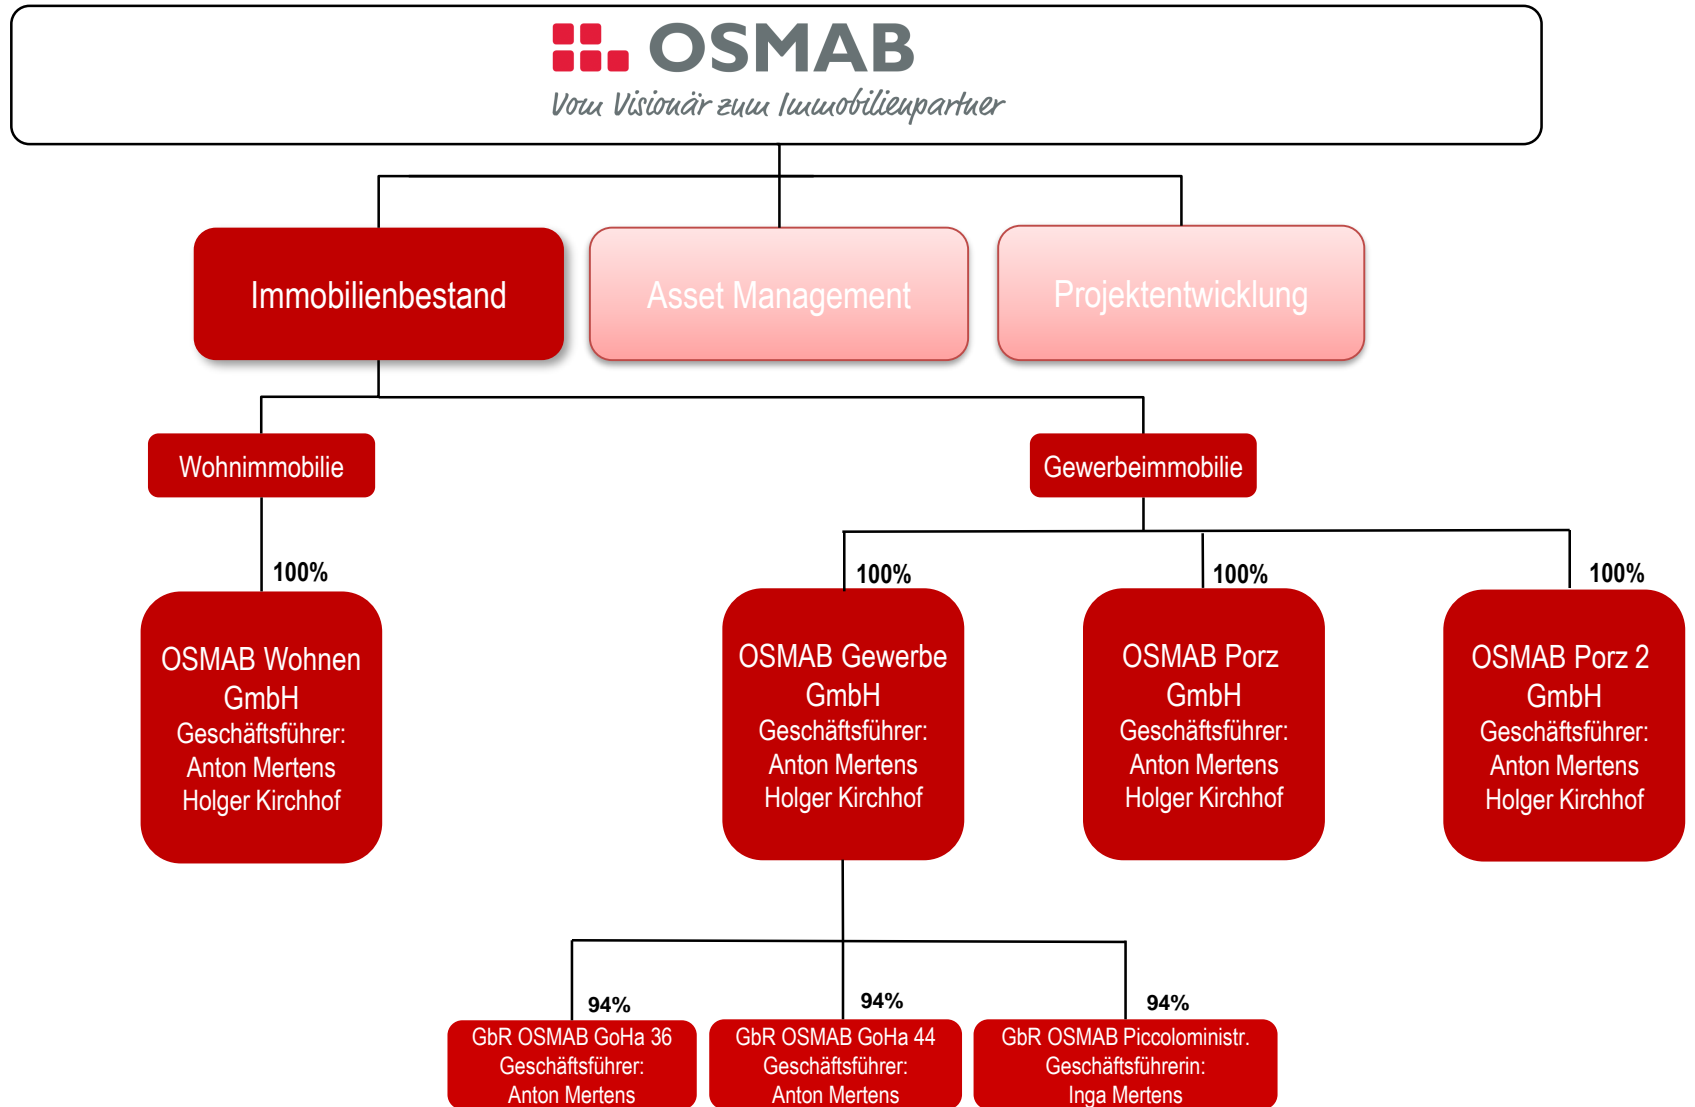 OSMAB
Vom Visionär zum Immobilienpartner
Immobilienbestand
Asset Management
Projektentwicklung
Wohnimmobilie
Gewerbeimmobilie
100%
100%
100%
100%
OSMAB Wohnen
GmbH
Geschäftsführer:
Anton Mertens
Holger Kirchhof
OSMAB Gewerbe
GmbH
Geschäftsführer:
Anton Mertens
Holger Kirchhof
OSMAB Porz
GmbH
Geschäftsführer:
Anton Mertens
Holger Kirchhof
OSMAB Porz 2
GmbH
Geschäftsführer:
Anton Mertens
Holger Kirchhof
94%
94%
94%
GbR OSMAB GoHa 36
Geschäftsführer:
Anton Mertens
GbR OSMAB GoHa 44
Geschäftsführer:
Anton Mertens
GbR OSMAB Piccoloministr.
Geschäftsführerin:
Inga Mertens